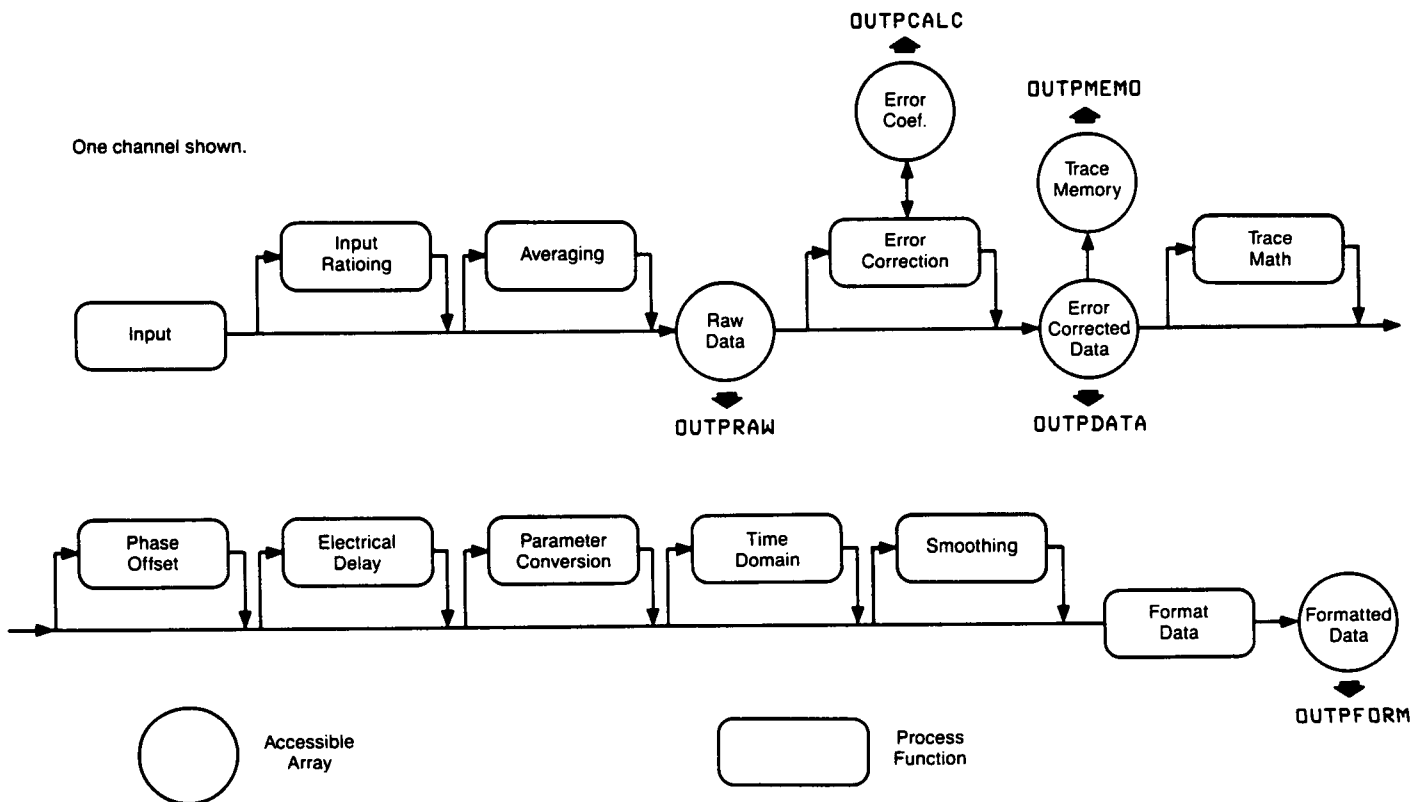 OUTPCALC
Error
Coef.
OUTPMEMO
Trace
Memory
One channel shown.
Input
Ratioing
Averaging
Error
Correction
Trace
Math
Input
Raw
Data
Error
Corrected
Data
OUTPRAW
OUTPDATA
Phase
Offset
Electrical
Delay
Parameter
Conversion
Time
Domain
Smoothing
Format
Data
Formatted
Data
OUTPFORM
Accessible
Array
Process
Function